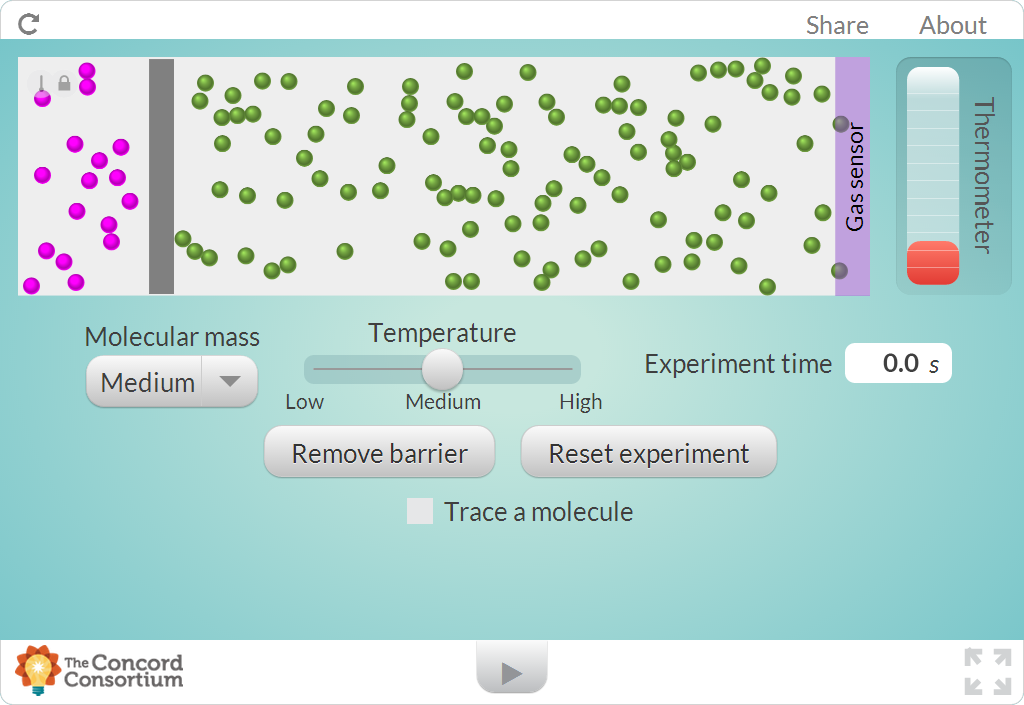 Share
About
Gas sensor
Thermometer
Molecular mass
Medium
Temperature
Low
Medium
High
Experiment time
0.0 s
Remove barrier
Reset experiment
Trace a molecule
The Concord
Consortium